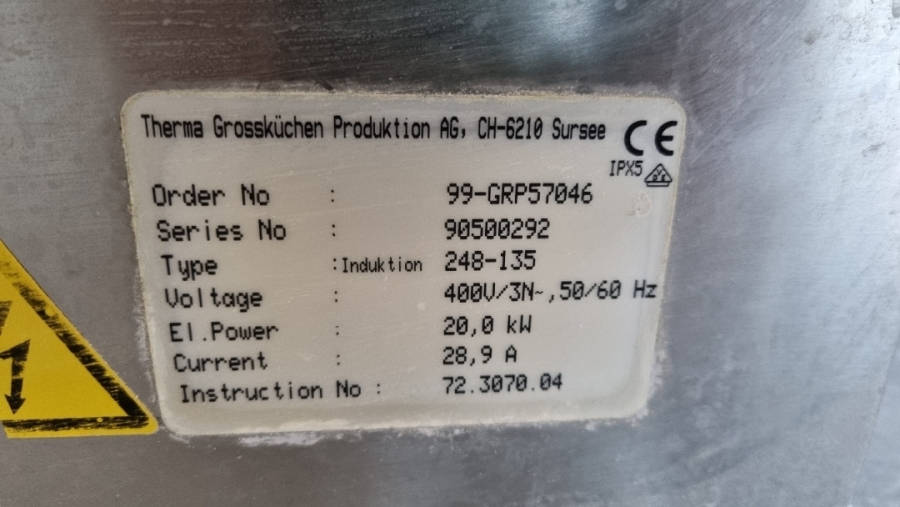 Therma Grossküchen Produktion AG, CH-6210 Sursee CE
IPX5
Order No : 99-GRP57046
Series No : 90500292
Type :Induktion 248-135
Voltage : 400V/3N~,50/60 Hz
El.Power : 20,0 kW
Current : 28,9 A
Instruction No : 72.3070.04